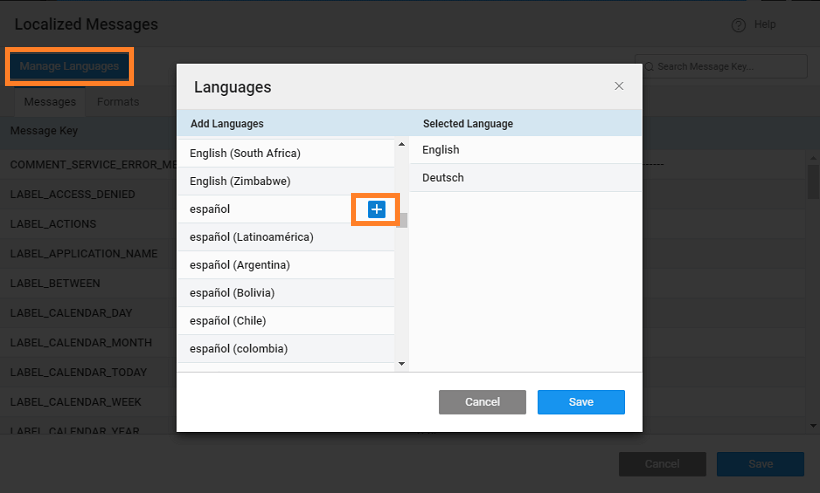 Localized Messages
Help
Manage Languages
Search Message Key...
Messages Formats
Message Key
COMMENT_SERVICE_ERROR_ME
LABEL_ACCESS_DENIED
LABEL_ACTIONS
LABEL_APPLICATION_NAME
LABEL_BETWEEN
LABEL_CALENDAR_DAY
LABEL_CALENDAR_MONTH
LABEL_CALENDAR_TODAY
LABEL_CALENDAR_WEEK
LABEL_CALENDAR_YEAR
Languages
Add Languages
English (South Africa)
English (Zimbabwe)
español
español (Latinoamérica)
español (Argentina)
español (Bolivia)
español (Chile)
español (colombia)
Selected Language
English
Deutsch
Cancel Save
Cancel Save